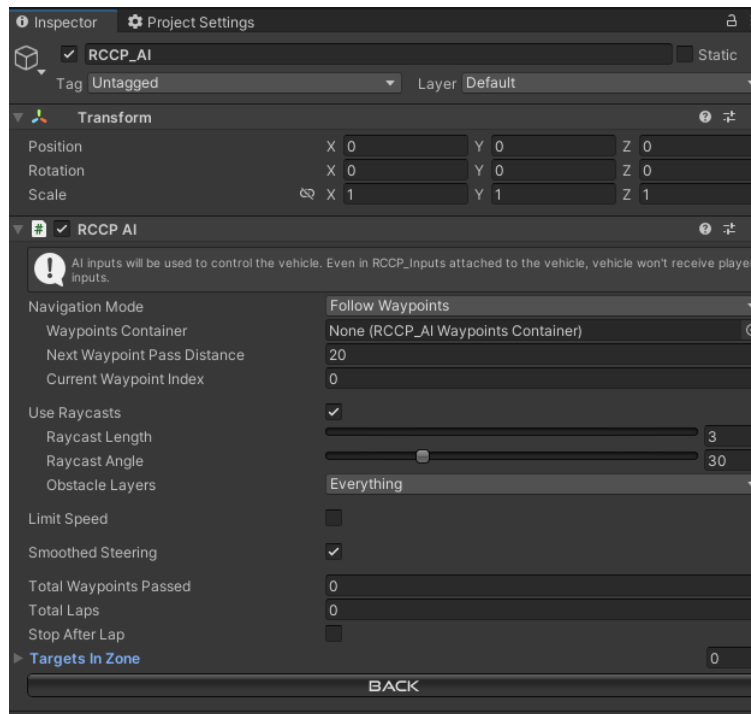 Inspector Project Settings
RCCP_AI Static
Tag Untagged Layer Default
Transform
Position X 0 Y 0 Z 0
Rotation X 0 Y 0 Z 0
Scale X 1 Y 1 Z 1
# RCCP AI
AI inputs will be used to control the vehicle. Even in RCCP_Inputs attached to the vehicle, vehicle won't receive playe
inputs.
Navigation Mode Follow Waypoints
Waypoints Container None (RCCP_AI Waypoints Container)
Next Waypoint Pass Distance 20
Current Waypoint Index 0
Use Raycasts
Raycast Length 3
Raycast Angle 30
Obstacle Layers Everything
Limit Speed
Smoothed Steering
Total Waypoints Passed 0
Total Laps 0
Stop After Lap
Targets In Zone 0
BACK